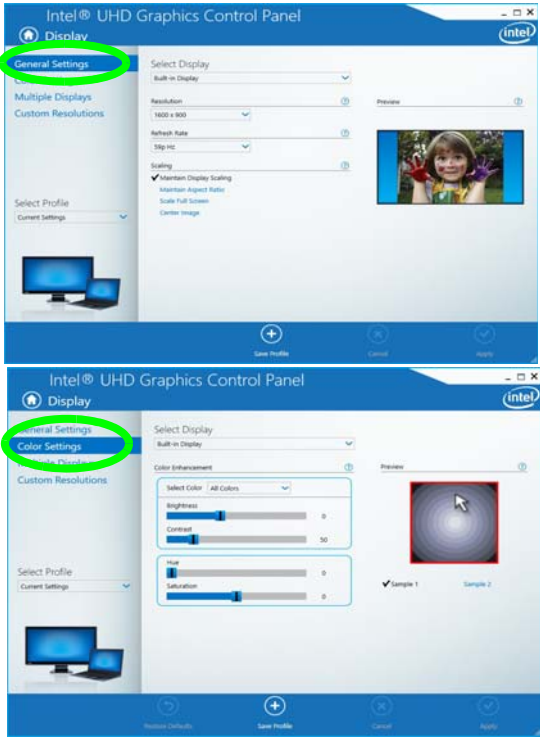 Intel® UHD Graphics Control Panel
Display
intel
General Settings
Multiple Displays
Custom Resolutions
Select Profile
Current Settings
Select Display
Built-in Display
Resolution
1600 x 900
Refresh Rate
59p Hz
Scaling
Maintain Display Scaling
Maintain Aspect Ratio
Scale Full Screen
Center Image
Preview
Save Profile
Cancel
Apply
Intel® UHD Graphics Control Panel
Display
intel
General Settings
Color Settings
Multiple Displays
Custom Resolutions
Select Profile
Current Settings
Select Display
Built-in Display
Color Enhancement
Select Color All Colors
Brightness
0
Contrast
50
Hue
0
Saturation
0
Preview
Sample 1 Sample 2
Restore Defaults
Save Profile
Cancel
Apply